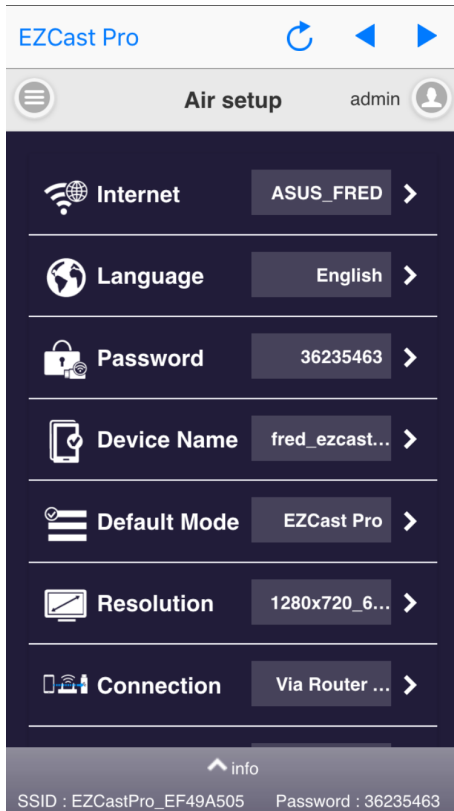 EZCast Pro
Air setup admin
Internet ASUS_FRED
Language English
Password 36235463
Device Name fred_ezcast...
Default Mode EZCast Pro
Resolution 1280x720_6...
Connection Via Router ...
info
SSID : EZCastPro_EF49A505 Password : 36235463